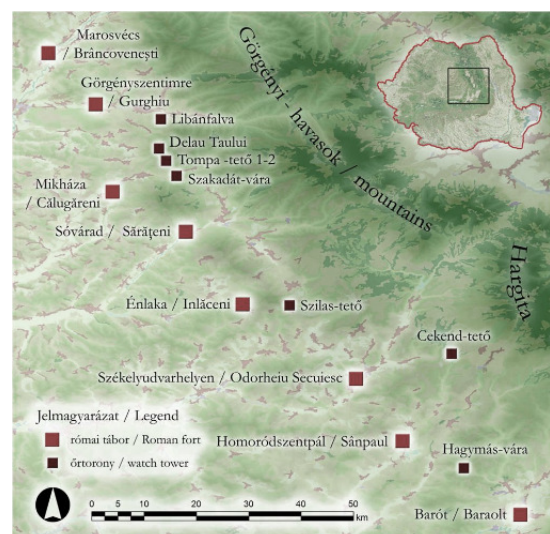 Marosvécs
/ Brâncovenești
Görgényszentimre
/ Gurghiu
Libánfalva
Delau Taului
Tompa -tető 1-2
Szakadát-vára
Mikháza
/ Călugăreni
Sóvárad / Sărățeni
Görgényi - havasok / mountains
Hargita
Énlaka / Inlăceni
Szilas-tető
Cekend-tető
Székelyudvarhelyen / Odorheiu Secuiesc
Jelmagyarázat / Legend
római tábor / Roman fort
őrtorony / watch tower
Homoródszentpál / Sânpaul
Hagymás-vára
Barót / Baraolt
0 10 20 30 40 50
km